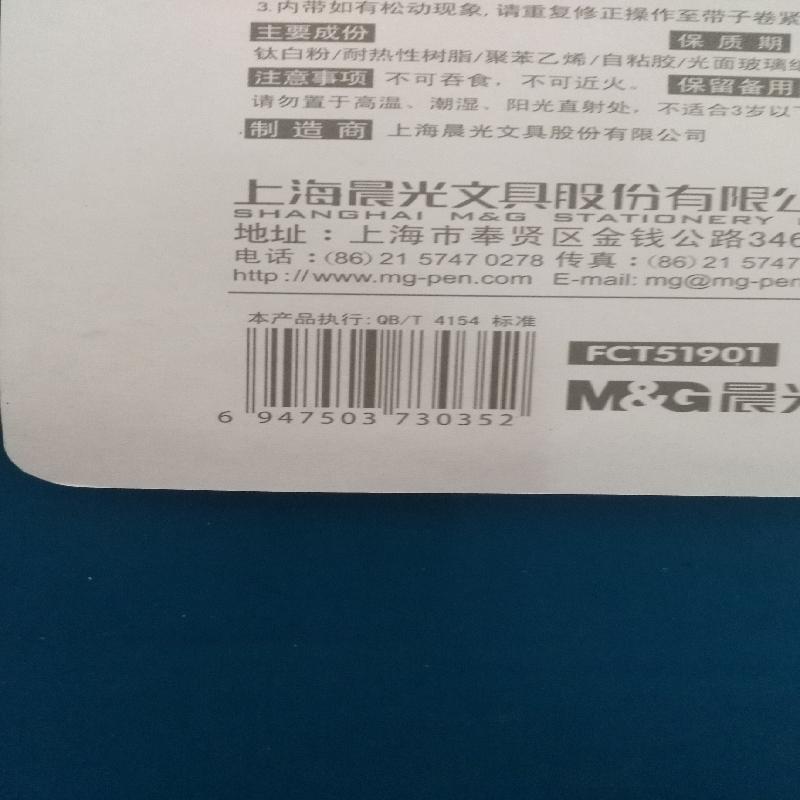 3.内带如有松动现象,请重复修正操作至带子卷紧
主要成份 保质期
钛白粉/耐热性树脂/聚苯乙烯/自粘胶/光面玻璃纸
注意事项 不可吞食，不可近火。 保留备用
请勿置于高温、潮湿、阳光直射处，不适合3岁以下
制造商 上海晨光文具股份有限公司
上海晨光文具股份有限公
SHANGHAI M&G STATIONERY
地址：上海市奉贤区金钱公路346
电话：(86) 21 5747 0278 传真：(86) 21 5747
http://www.mg-pen.com E-mail: mg@mg-pen
本产品执行:QB/T 4154 标准
FCT51901
M&G 晨光
6 947503 730352